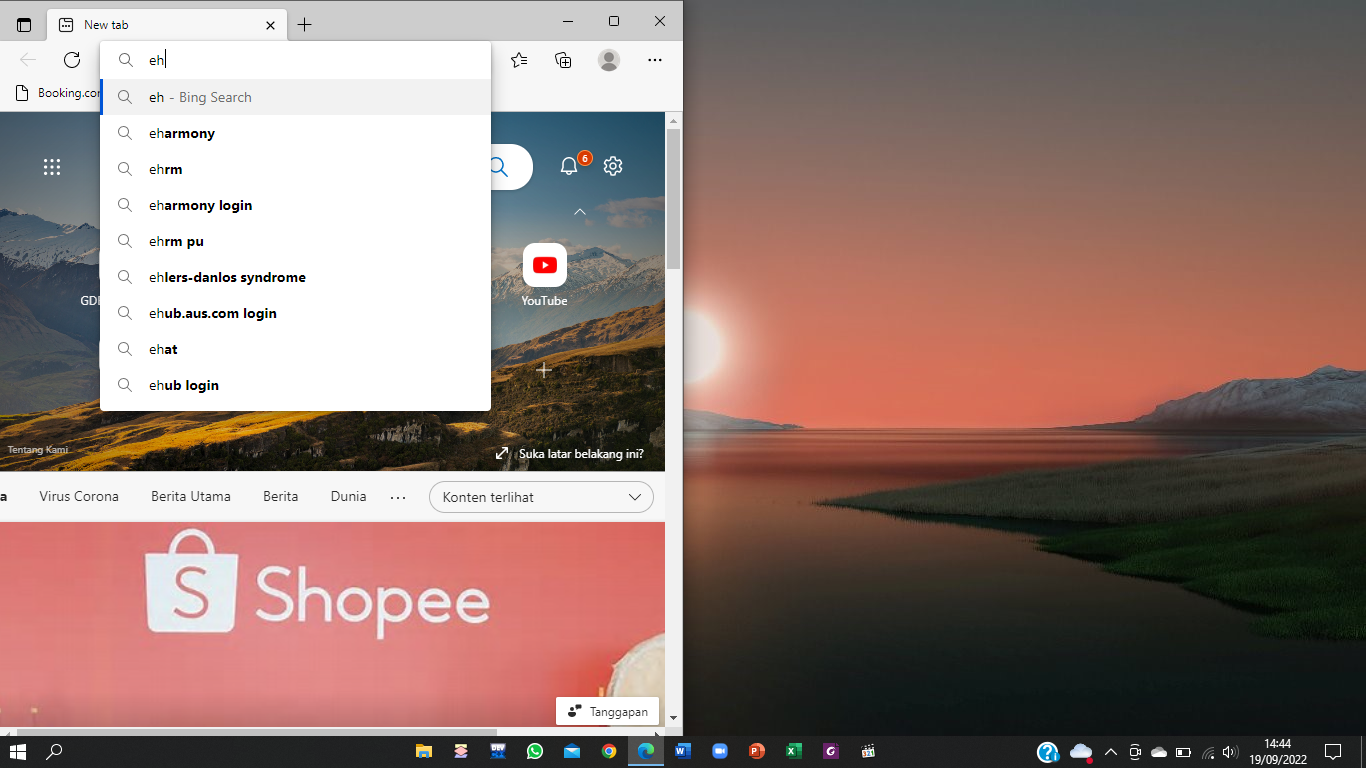 New tab
eh
Booking.co
eh - Bing Search
eharmony
ehrm
eharmony login
ehrm pu
ehlers-danlos syndrome
ehub.aus.com login
ehat
ehub login
6
YouTube
Tentang Kami
Suka latar belakang ini?
a
Virus Corona
Berita Utama
Berita
Dunia
...
Konten terlihat
S Shopee
Tanggapan
14:44
19/09/2022